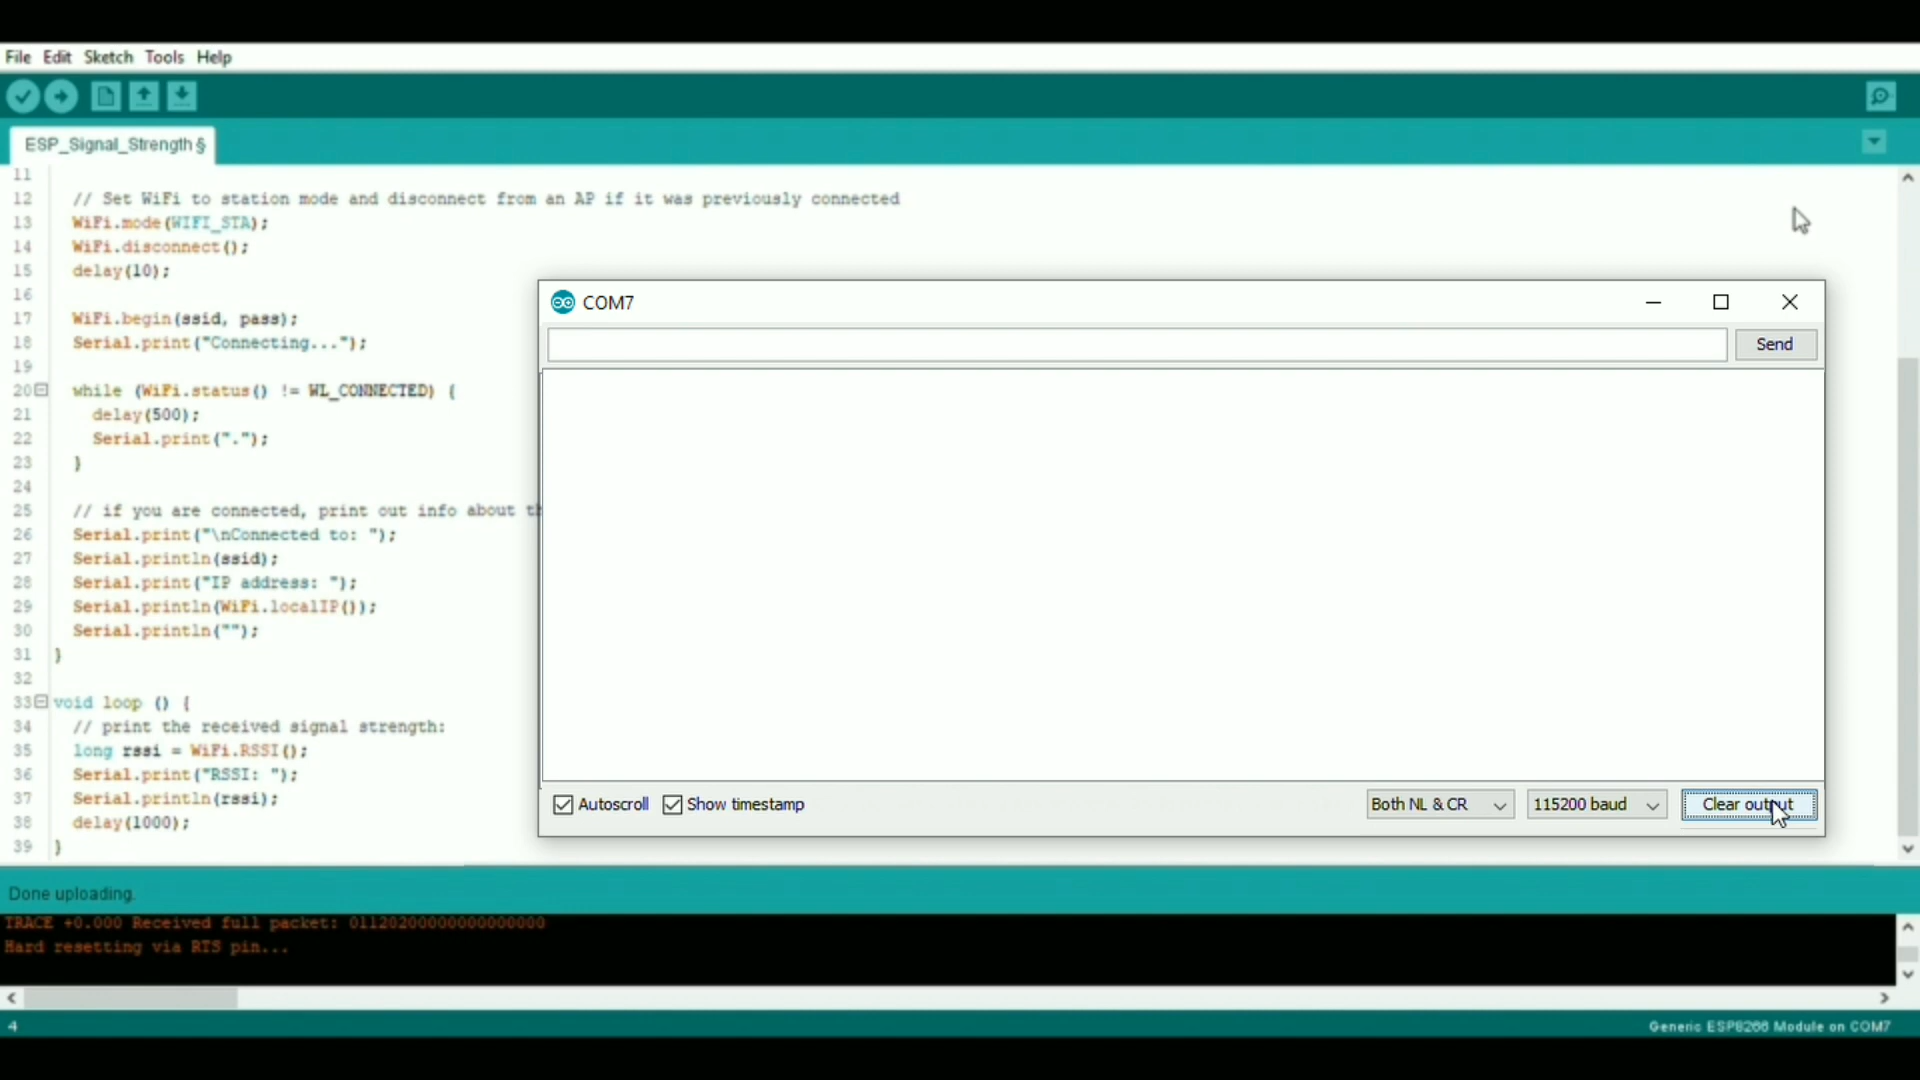 File Edit Sketch Tools Help
ESP_Signal_Strength §
11
12 // Set WiFi to station mode and disconnect from an AP if it was previously connected
13 WiFi.mode(WIFI_STA);
14 WiFi.disconnect();
15 delay(10);
16
17 WiFi.begin(ssid, pass);
18 Serial.print("Connecting...");
19
20 while (WiFi.status() != WL_CONNECTED) {
21 delay(500);
22 Serial.print(".");
23 }
24
25 // if you are connected, print out info about
26 Serial.print("\nConnected to: ");
27 Serial.println(ssid);
28 Serial.print("IP address: ");
29 Serial.println(WiFi.localIP());
30 Serial.println("");
31 }
32
33 void loop () {
34 // print the received signal strength:
35 long rssi = WiFi.RSSI();
36 Serial.print("RSSI: ");
37 Serial.println(rssi);
38 delay(1000);
39 }
COM7
Send
Autoscroll Show timestamp Both NL & CR 115200 baud Clear output
Done uploading.
TRACE +0.000 Received full packet: 
Hard resetting via RTS pin...
4 Generic ESP8266 Module on COM7